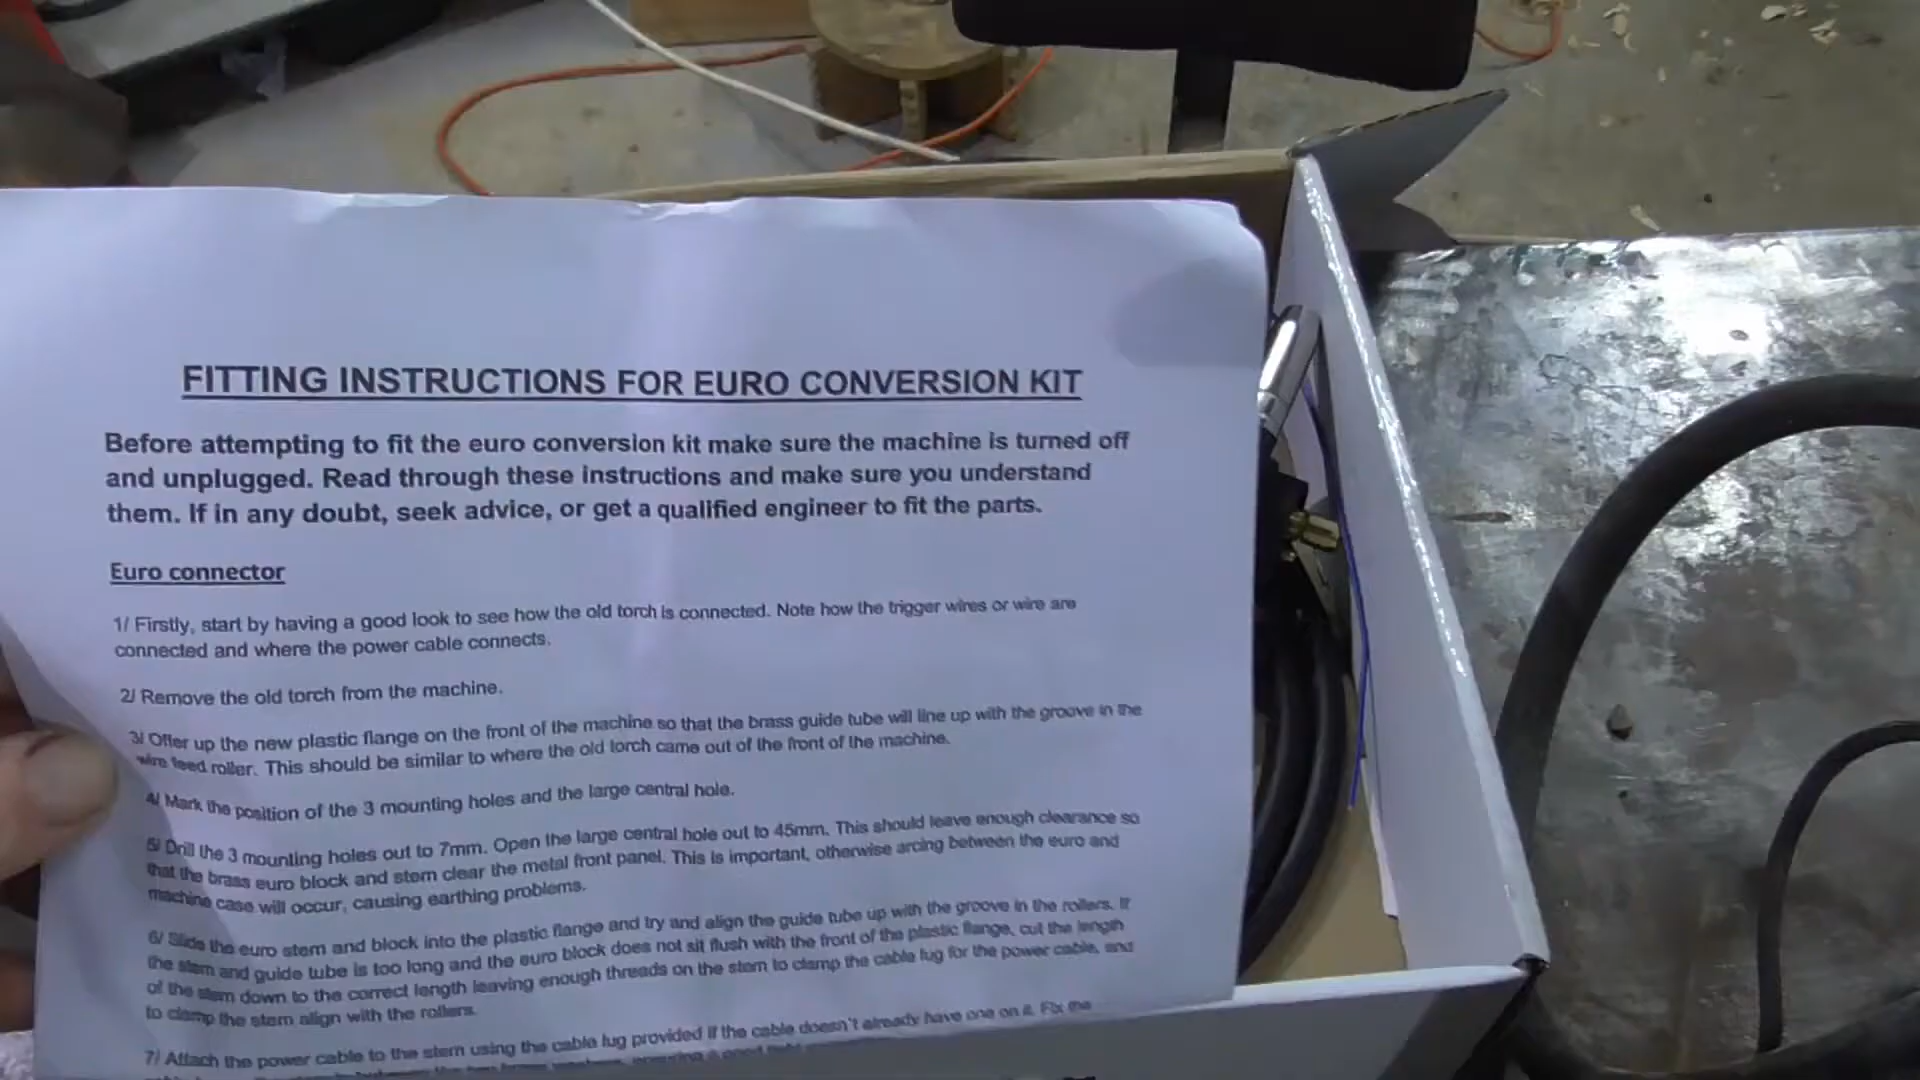 FITTING INSTRUCTIONS FOR EURO CONVERSION KIT
Before attempting to fit the euro conversion kit make sure the machine is turned off
and unplugged. Read through these instructions and make sure you understand
them. If in any doubt, seek advice, or get a qualified engineer to fit the parts.
Euro connector
1/ Firstly, start by having a good look to see how the old torch is connected. Note how the trigger wires or wire are
connected and where the power cable connects.
2/ Remove the old torch from the machine.
3/ Offer up the new plastic flange on the front of the machine so that the brass guide tube will line up with the groove in the
wire feed roller. This should be similar to where the old torch came out of the front of the machine.
4/ Mark the position of the 3 mounting holes and the large central hole.
5/ Drill the 3 mounting holes out to 7mm. Open the large central hole out to 45mm. This should leave enough clearance so
that the brass euro block and stem clear the metal front panel. This is important, otherwise arcing between the euro and
machine case will occur, causing earthing problems.
6/ Slide the euro stem and block into the plastic flange and try and align the guide tube up with the groove in the rollers. If
the stem and guide tube is too long and the euro block does not sit flush with the front of the plastic flange, cut the length
of the stem down to the correct length leaving enough threads on the stem to clamp the cable lug for the power cable, and
to clamp the stem align with the rollers.
7/ Attach the power cable to the stem using the cable lug provided if the cable doesn't already have one on it. Fix the